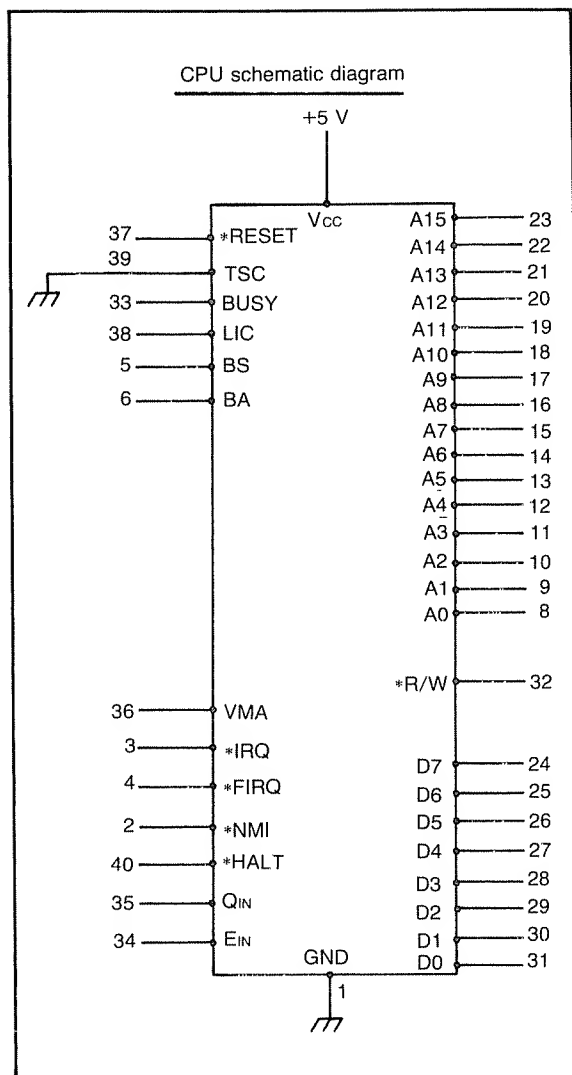 CPU schematic diagram
+5 V
Vcc
37 *RESET
39 TSC
33 BUSY
38 LIC
5 BS
6 BA
36 VMA
3 *IRQ
4 *FIRQ
2 *NMI
40 *HALT
35 QIN
34 EIN
GND
1
A15 23
A14 22
A13 21
A12 20
A11 19
A10 18
A9 17
A8 16
A7 15
A6 14
A5 13
A4 12
A3 11
A2 10
A1 9
A0 8
*R/W 32
D7 24
D6 25
D5 26
D4 27
D3 28
D2 29
D1 30
D0 31